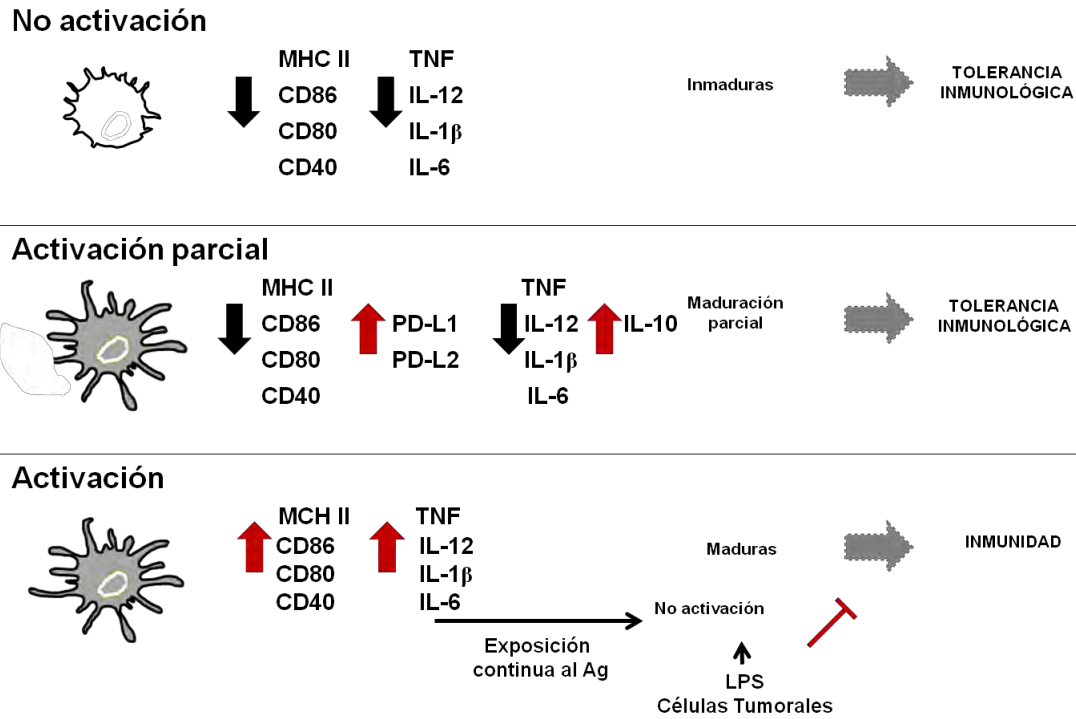 No activación
MHC II
CD86
CD80
CD40
TNF
IL-12
IL-1β
IL-6
Inmaduras
TOLERANCIA
INMUNOLÓGICA
Activación parcial
MHC II
CD86
CD80
CD40
PD-L1
PD-L2
TNF
IL-12
IL-1β
IL-6
IL-10
Maduración
parcial
TOLERANCIA
INMUNOLÓGICA
Activación
MCH II
CD86
CD80
CD40
TNF
IL-12
IL-1β
IL-6
Maduras
INMUNIDAD
No activación
Exposición
continua al Ag
LPS
Células Tumorales